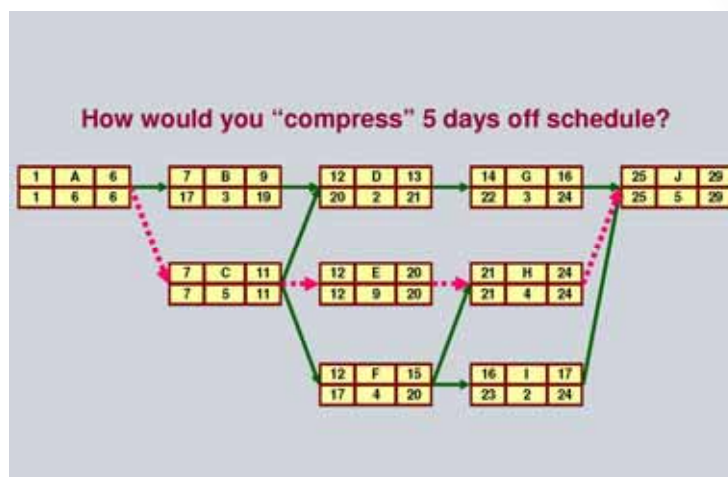 How would you “compress” 5 days off schedule?
1 A 6 7 B 9 12 D 13 14 G 16 25 J 29
1 6 6 17 3 19 20 2 21 22 3 24 25 5 29
7 C 11 12 E 20 21 H 24
7 5 11 12 9 20 21 4 24
12 F 15 16 I 17
17 4 20 23 2 24